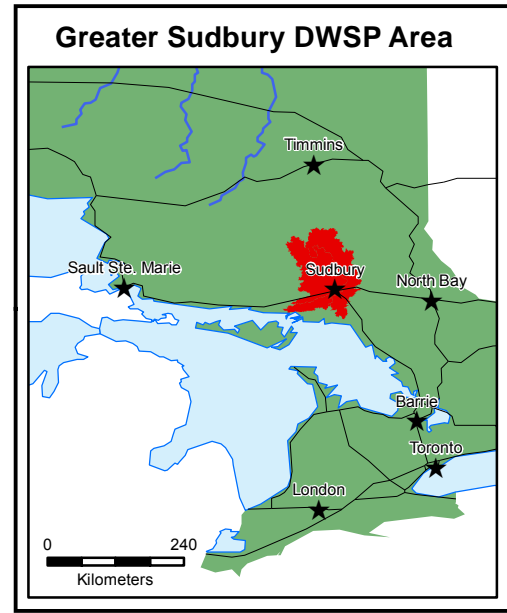 Greater Sudbury DWSP Area
Timmins
Sault Ste. Marie
Sudbury
North Bay
Barrie
Toronto
London
0 240
Kilometers